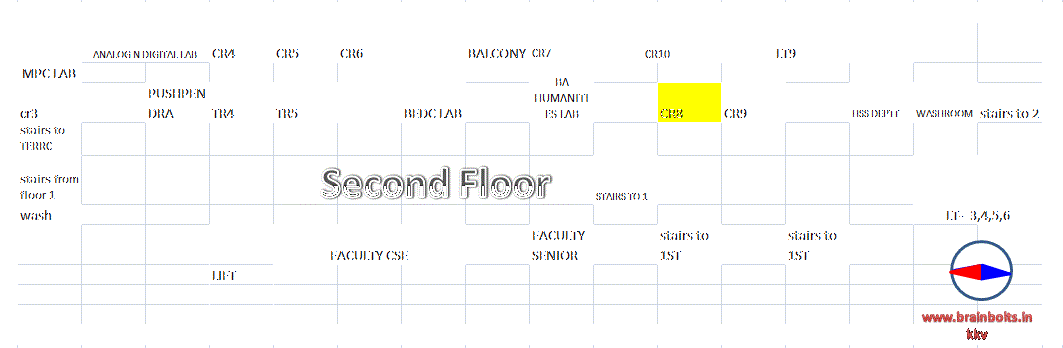 ANALOG N DIGITAL LAB CR4 CR5 CR6 BALCONY CR7 CR10 LT9
MPC LAB
cr3 PUSHPEN
DRA TR4 TR5 BEDC LAB BA
HUMANITI
ES LAB CR8 CR9 HSS DEPTT WASHROOM stairs to 2
stairs to
TERRC
stairs from
floor 1
Second Floor
STAIRS TO 1
wash LT- 3,4,5,6
FACULTY CSE FACULTY
SENIOR stairs to
1ST stairs to
1ST
LIFT
www.brainbolts.in
kkv